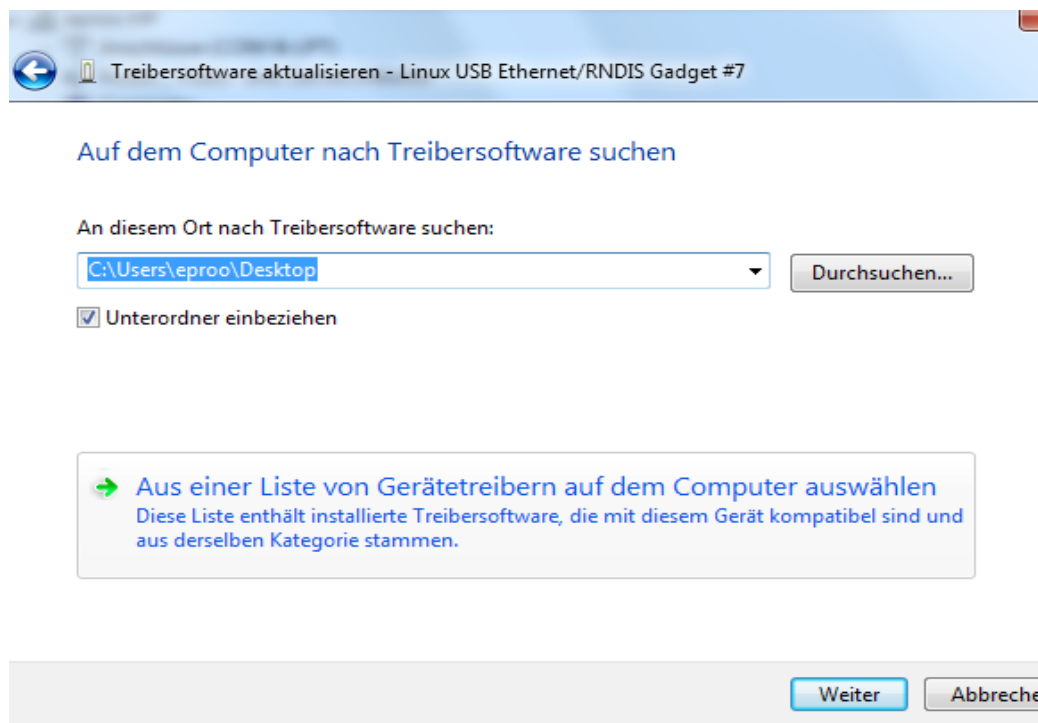 Treibersoftware aktualisieren - Linux USB Ethernet/RNDIS Gadget #7
Auf dem Computer nach Treibersoftware suchen
An diesem Ort nach Treibersoftware suchen:
C:\Users\eproo\Desktop
Durchsuchen...
Unterordner einbeziehen
Aus einer Liste von Gerätetreibern auf dem Computer auswählen
Diese Liste enthält installierte Treibersoftware, die mit diesem Gerät kompatibel sind und
aus derselben Kategorie stammen.
Weiter
Abbreche